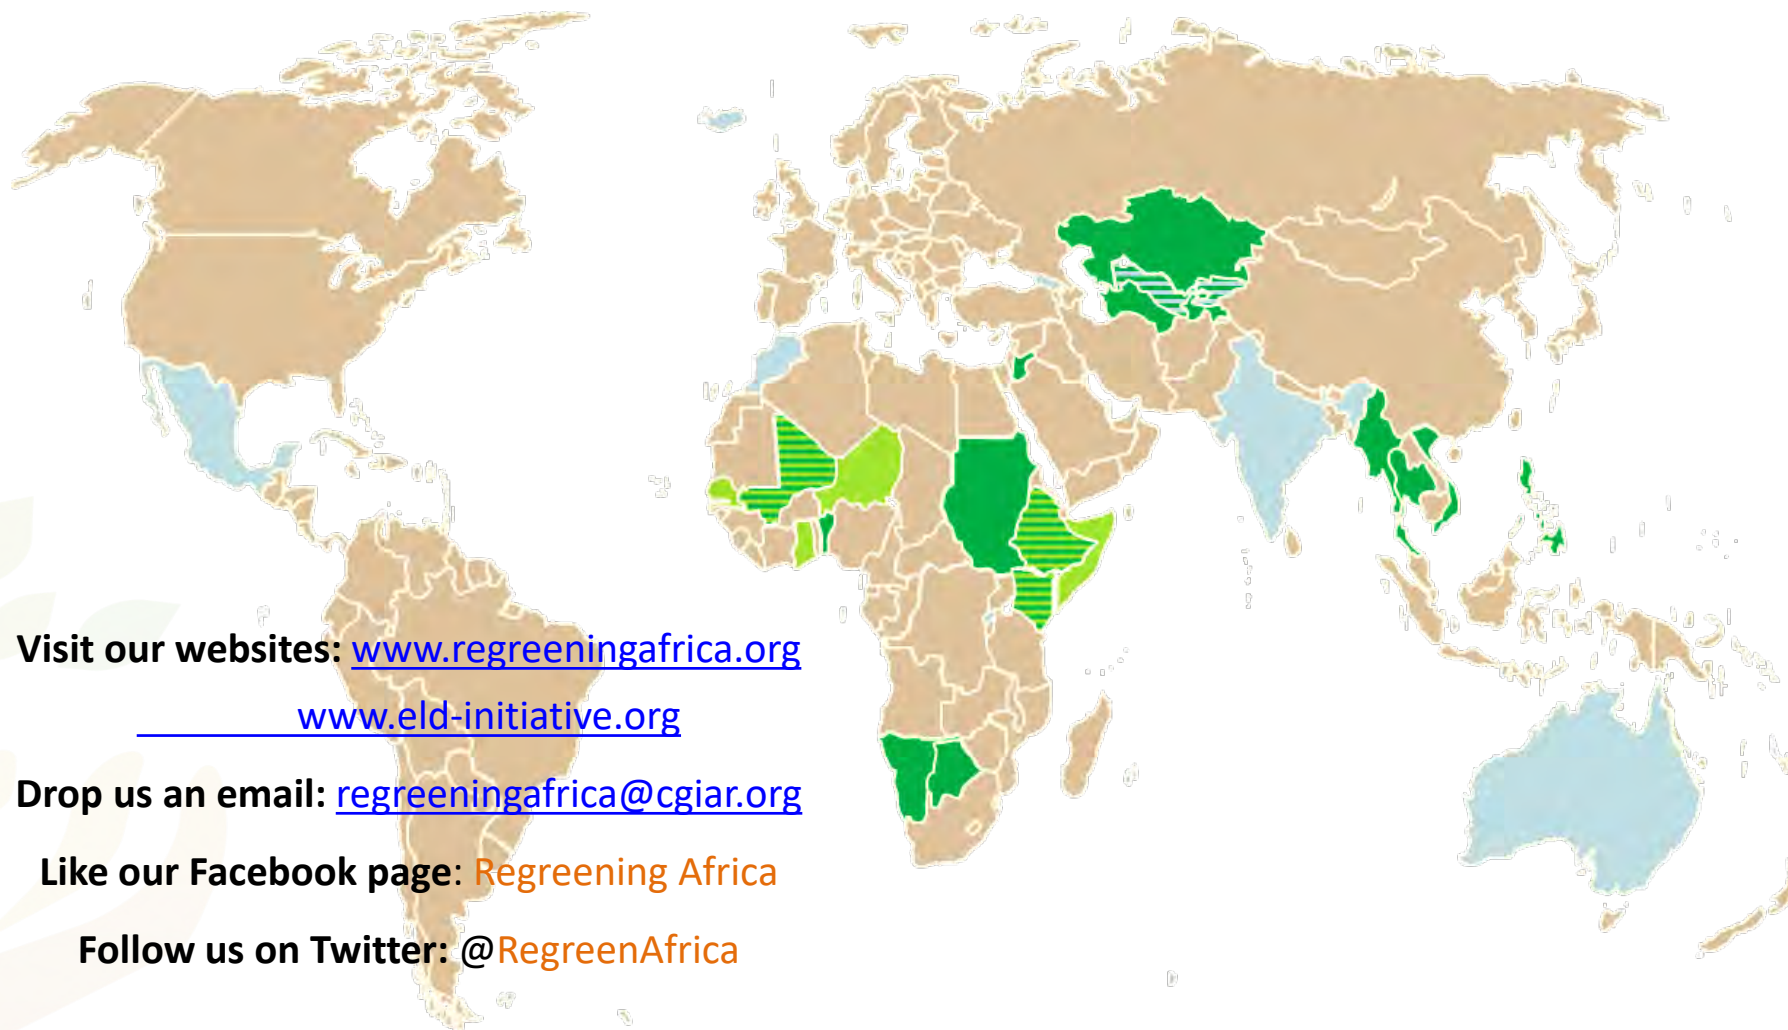 Visit our websites: www.regreeningafrica.org
www.eld-initiative.org
Drop us an email: regreeningafrica@cgiar.org
Like our Facebook page: Regreening Africa
Follow us on Twitter: @RegreenAfrica